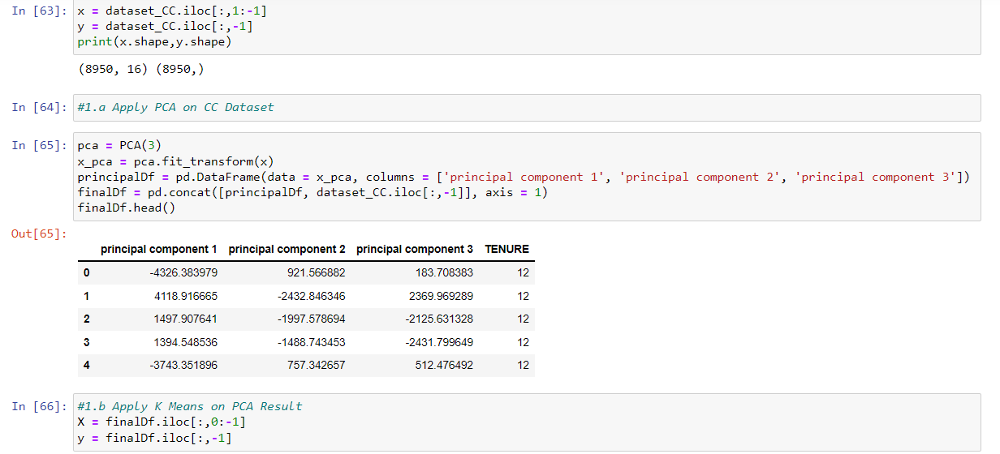 In [63]: x = dataset_CC.iloc[:,1:-1]
y = dataset_CC.iloc[:,-1]
print(x.shape,y.shape)
(8950, 16) (8950,)
In [64]: #1.a Apply PCA on CC Dataset
In [65]: pca = PCA(3)
x_pca = pca.fit_transform(x)
principalDf = pd.DataFrame(data = x_pca, columns = ['principal component 1', 'principal component 2', 'principal component 3'])
finalDf = pd.concat([principalDf, dataset_CC.iloc[:,-1]], axis = 1)
finalDf.head()
Out[65]:
principal component 1 principal component 2 principal component 3 TENURE
0 -4326.383979 921.566882 183.708383 12
1 4118.916665 -2432.846346 2369.969289 12
2 1497.907641 -1997.578694 -2125.631328 12
3 1394.548536 -1488.743453 -2431.799649 12
4 -3743.351896 757.342657 512.476492 12
In [66]: #1.b Apply K Means on PCA Result
X = finalDf.iloc[:,0:-1]
y = finalDf.iloc[:,-1]